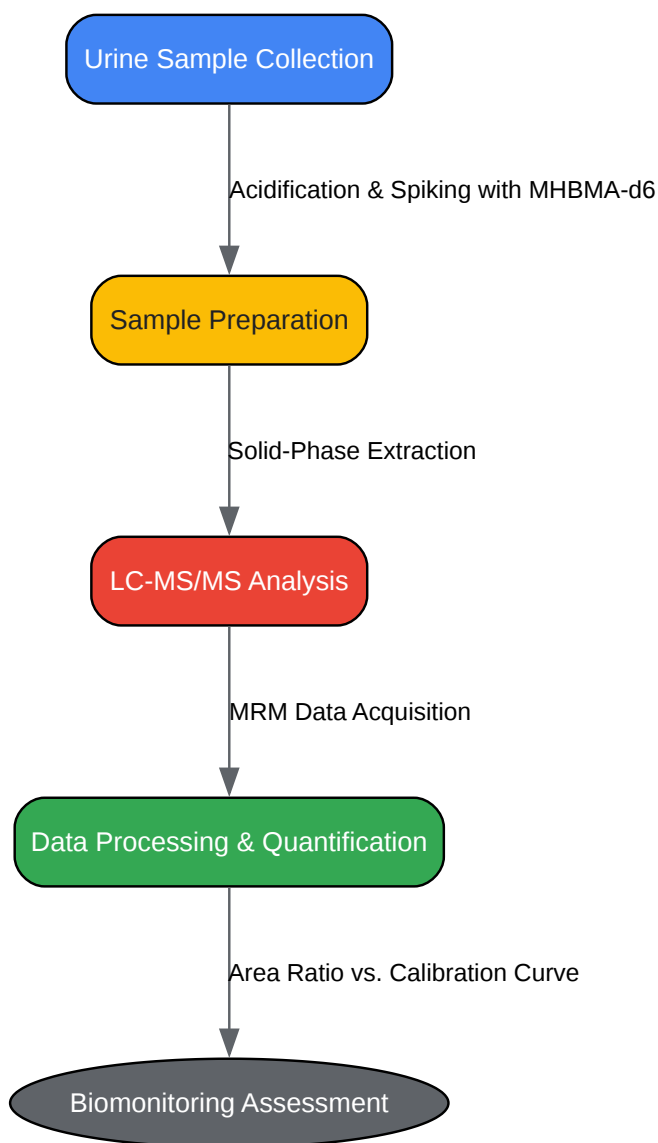 Urine Sample Collection
Acidification & Spiking with MHBMA-d6
Sample Preparation
Solid-Phase Extraction
LC-MS/MS Analysis
MRM Data Acquisition
Data Processing & Quantification
Area Ratio vs. Calibration Curve
Biomonitoring Assessment